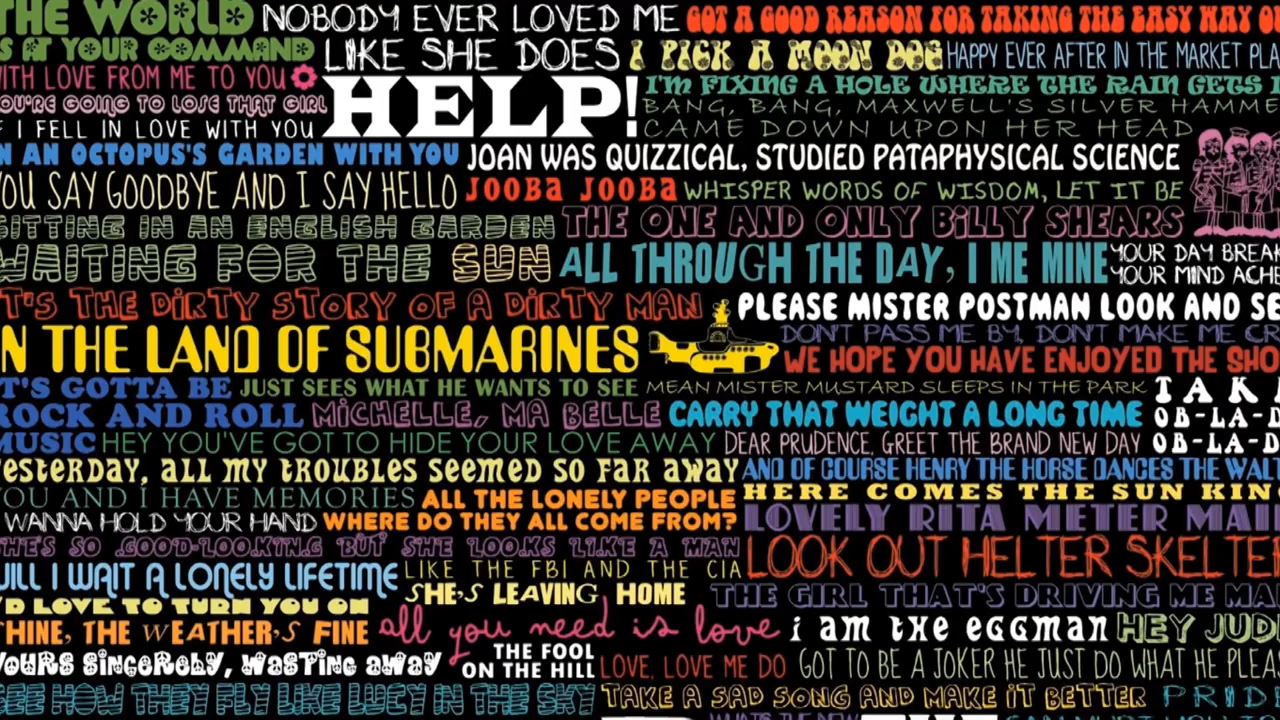 THE WORLD
IS AT YOUR COMMAND
NOBODY EVER LOVED ME
LIKE SHE DOES
GOT A GOOD REASON FOR TAKING THE EASY WAY
I PICK A MOON DOG
HAPPY EVER AFTER IN THE MARKET
WITH LOVE FROM ME TO YOU
YOU'RE GOING TO LOSE THAT GIRL
IF I FELL IN LOVE WITH YOU
HELP!
I'M FIXING A HOLE WHERE THE RAIN GETS
BANG, BANG, MAXWELL'S SILVER
CAME DOWN UPON HER HEAD
IN AN OCTOPUS'S GARDEN WITH YOU
JOAN WAS QUIZZICAL, STUDIED PATAPHYSICAL SCIENCE
YOU SAY GOODBYE AND I SAY HELLO
JOOBA JOOBA
WHISPER WORDS OF WISDOM, LET IT BE
SITTING IN AN ENGLISH GARDEN
THE ONE AND ONLY BILLY SHEARS
WAITING FOR THE SUN
ALL THROUGH THE DAY, I ME MINE
YOUR DAY BREAK
YOUR MIND ACHE
IT'S THE DIRTY STORY OF A DIRTY MAN
PLEASE MISTER POSTMAN LOOK AND SE
IN THE LAND OF SUBMARINES
DON'T PASS ME BY, DON'T MAKE ME CR
WE HOPE YOU HAVE ENJOYED THE SHO
IT'S GOTTA BE
ROCK AND ROLL
MUSIC
JUST SEES WHAT HE WANTS TO SEE
MEAN MISTER MUSTARD SLEEPS IN THE PARK
MICHELLE, MA BELLE
CARRY THAT WEIGHT A LONG TIME
TAK
OB-LA-D
OB-LA-D
HEY YOU'VE GOT TO HIDE YOUR LOVE AWAY
DEAR PRUDENCE, GREET THE BRAND NEW DAY
YESTERDAY, ALL MY TROUBLES SEEMED SO FAR AWAY
AND OF COURSE HENRY THE HORSE DANCES THE WALT
YOU AND I HAVE MEMORIES
ALL THE LONELY PEOPLE
WHERE DO THEY ALL COME FROM?
HERE COMES THE SUN KIN
WANNA HOLD YOUR HAND
LOVELY RITA METER MAI
SHE'S SO GOOD-LOOKING BUT SHE LOOKS LIKE A MAN
LOOK OUT HELTER SKELTE
WILL I WAIT A LONELY LIFETIME
LIKE THE FBI AND THE CIA
SHE'S LEAVING HOME
THE GIRL THAT'S DRIVING ME MA
I'D LOVE TO TURN YOU ON
SHINE, THE WEATHER'S FINE
all you need is love
i am the eggman
HEY JUD
YOURS SINCERELY, WASTING AWAY
THE FOOL
ON THE HILL
LOVE, LOVE ME DO
GOT TO BE A JOKER HE JUST DO WHAT HE PLEAS
SEE HOW THEY FLY LIKE LUCY IN THE SKY
TAKE A SAD SONG AND MAKE IT BETTER
PRID
WHAT'S THE NEW